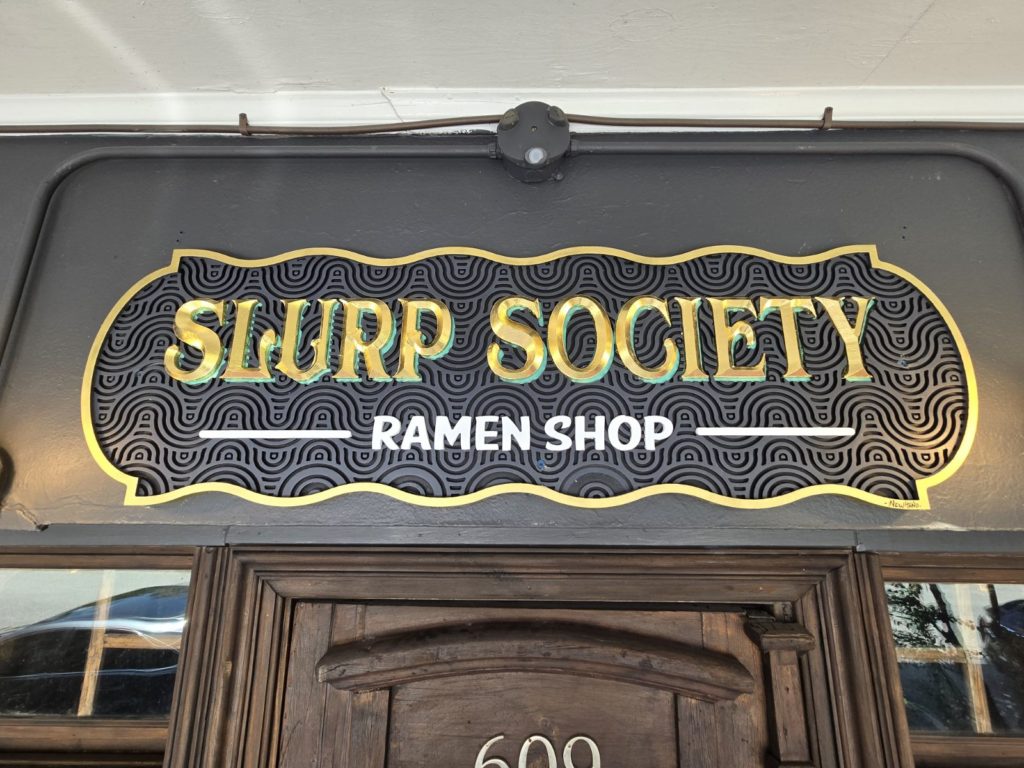 SLURP SOCIETY
RAMEN SHOP
609